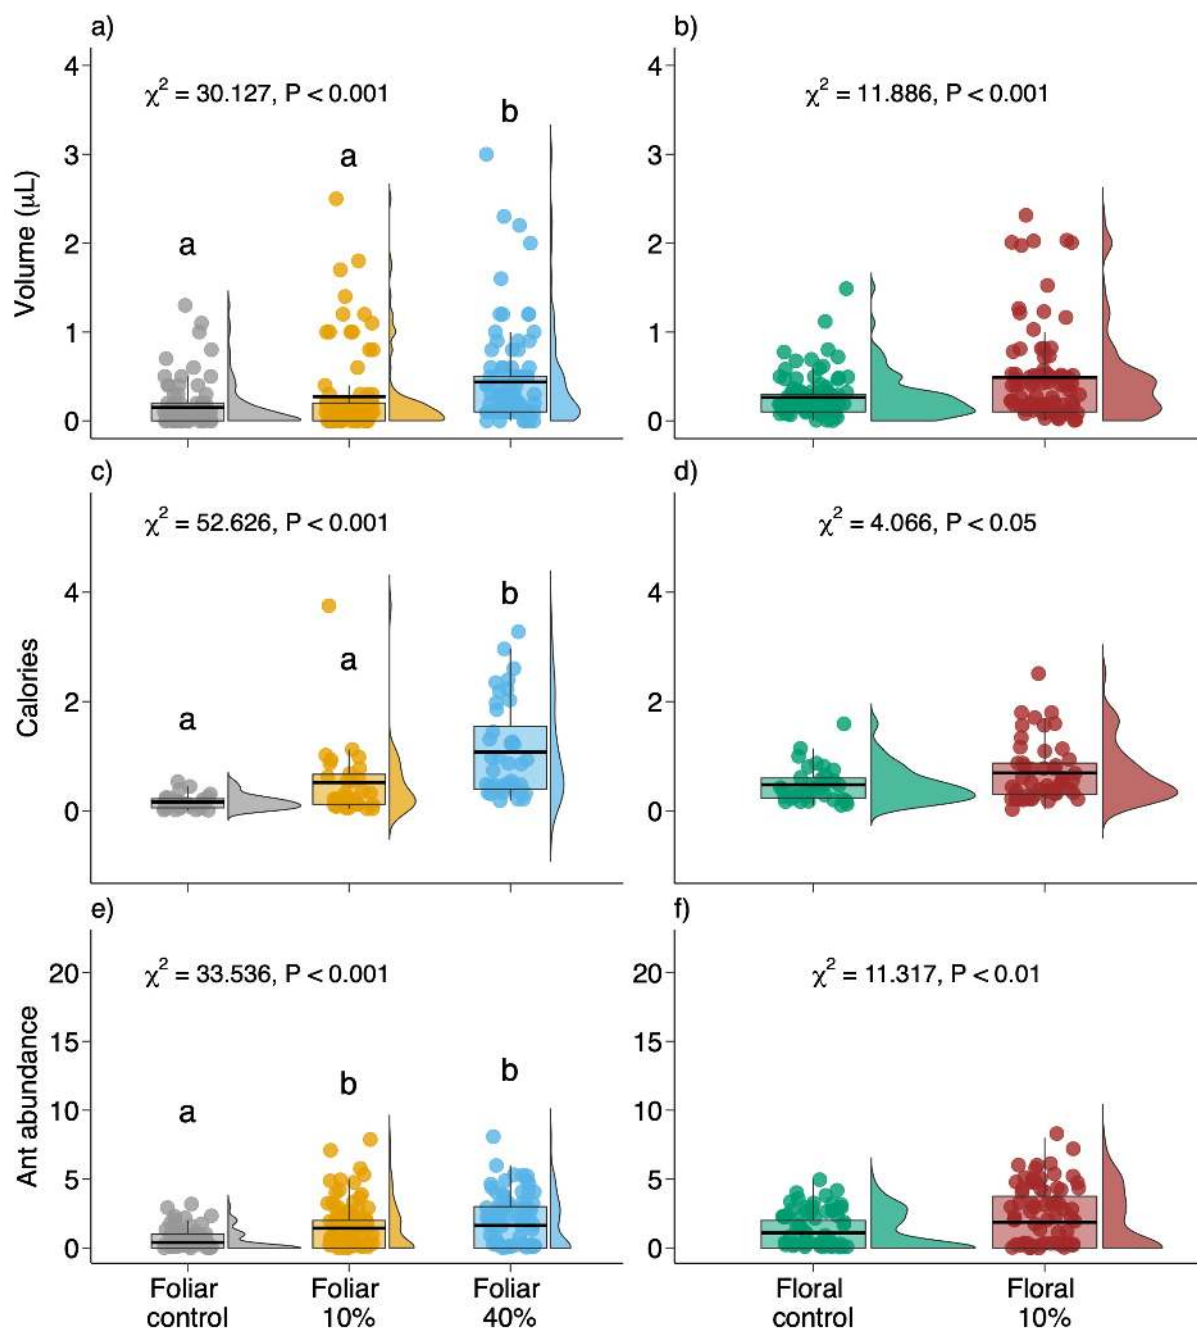 a)
Volume (μL)
4
3
2
1
0
χ² = 30.127, P < 0.001
a
a
b
b)
4
3
2
1
0
χ² = 11.886, P < 0.001
c)
Calories
4
2
0
χ² = 52.626, P < 0.001
a
a
b
d)
4
2
0
χ² = 4.066, P < 0.05
e)
Ant abundance
20
15
10
5
0
χ² = 33.536, P < 0.001
a
b
b
Foliar
control
Foliar
10%
Foliar
40%
f)
20
15
10
5
0
χ² = 11.317, P < 0.01
Floral
control
Floral
10%